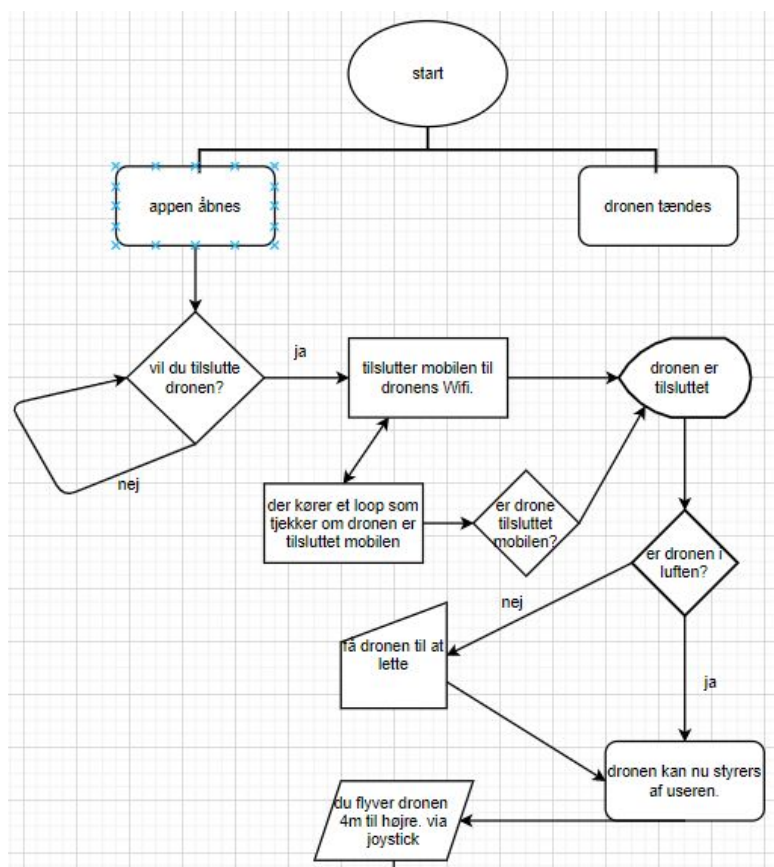 start
appen åbnes
dronen tændes
vil du tilslutte
dronen?
ja
tilslutter mobilen til
dronens Wifi.
dronen er
tilsluttet
nej
der kører et loop som
tjekker om dronen er
tilsluttet mobilen
er drone
tilsluttet
mobilen?
er dronen i
luften?
nej
få dronen til at
lette
ja
dronen kan nu styrers
af useren.
du flyver dronen
4m til højre. via
joystick